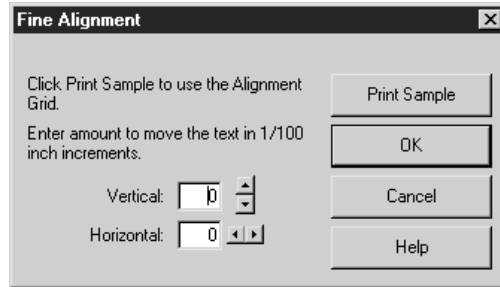 Fine Alignment
Click Print Sample to use the Alignment
Grid.
Enter amount to move the text in 1/100
inch increments.
Vertical: 0
Horizontal: 0
Print Sample
OK
Cancel
Help